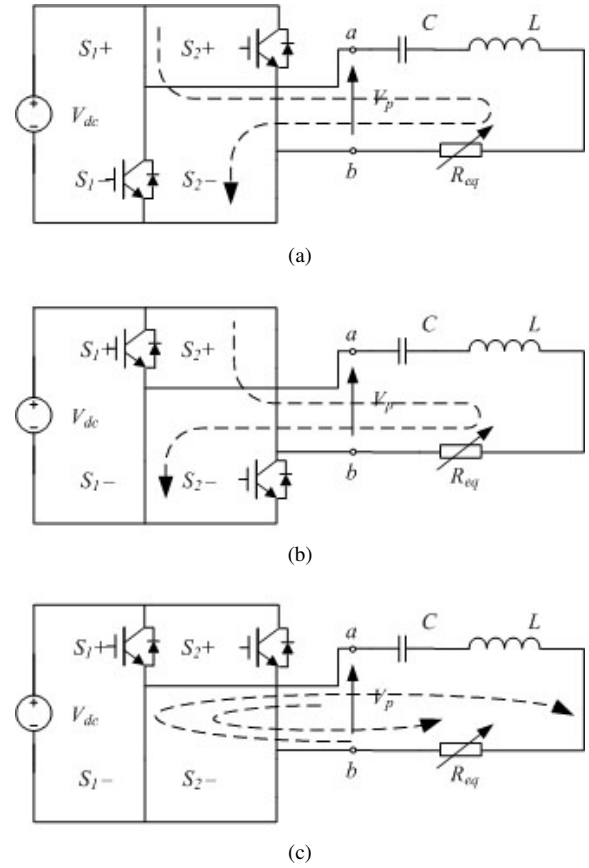 S1+ S2+ a C L
Vdc Vp
S1– S2– b Req
(a)
S1+ S2+ a C L
Vdc Vp
S1– S2– b Req
(b)
S1+ S2+ a C L
Vdc Vp
S1– S2– b Req
(c)